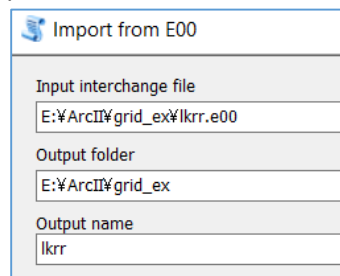 Import from E00
Input interchange file
E:¥ArcII¥grid_ex¥lkrr.e00
Output folder
E:¥ArcII¥grid_ex
Output name
lkrr